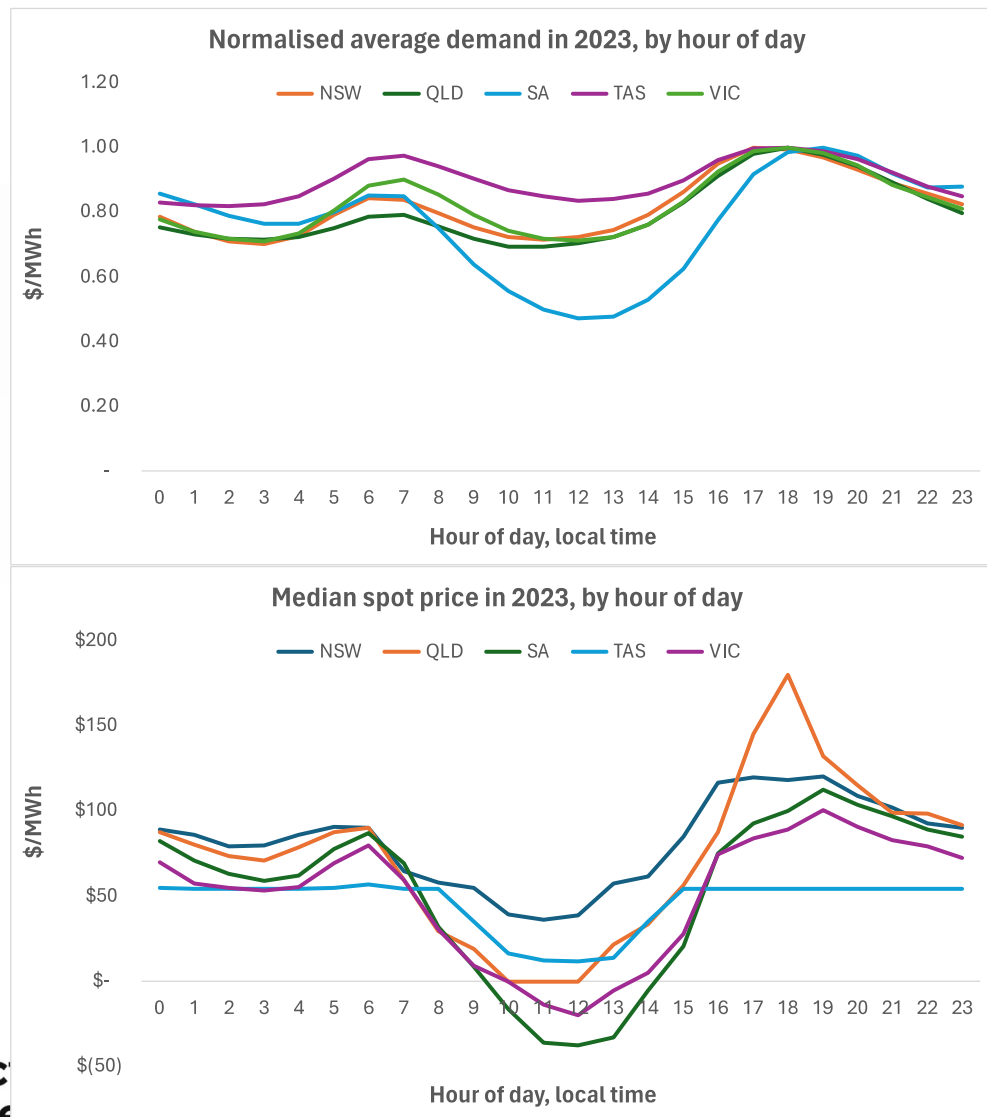 Normalised average demand in 2023, by hour of day
1.20
NSW QLD SA TAS VIC
1.00
0.80
0.60
$/MWh
0.40
0.20
-
0 1 2 3 4 5 6 7 8 9 10 11 12 13 14 15 16 17 18 19 20 21 22 23
Hour of day, local time
Median spot price in 2023, by hour of day
$200
NSW QLD SA TAS VIC
$150
$100
$/MWh
$50
$-
0 1 2 3 4 5 6 7 8 9 10 11 12 13 14 15 16 17 18 19 20 21 22 23
$(50)
Hour of day, local time